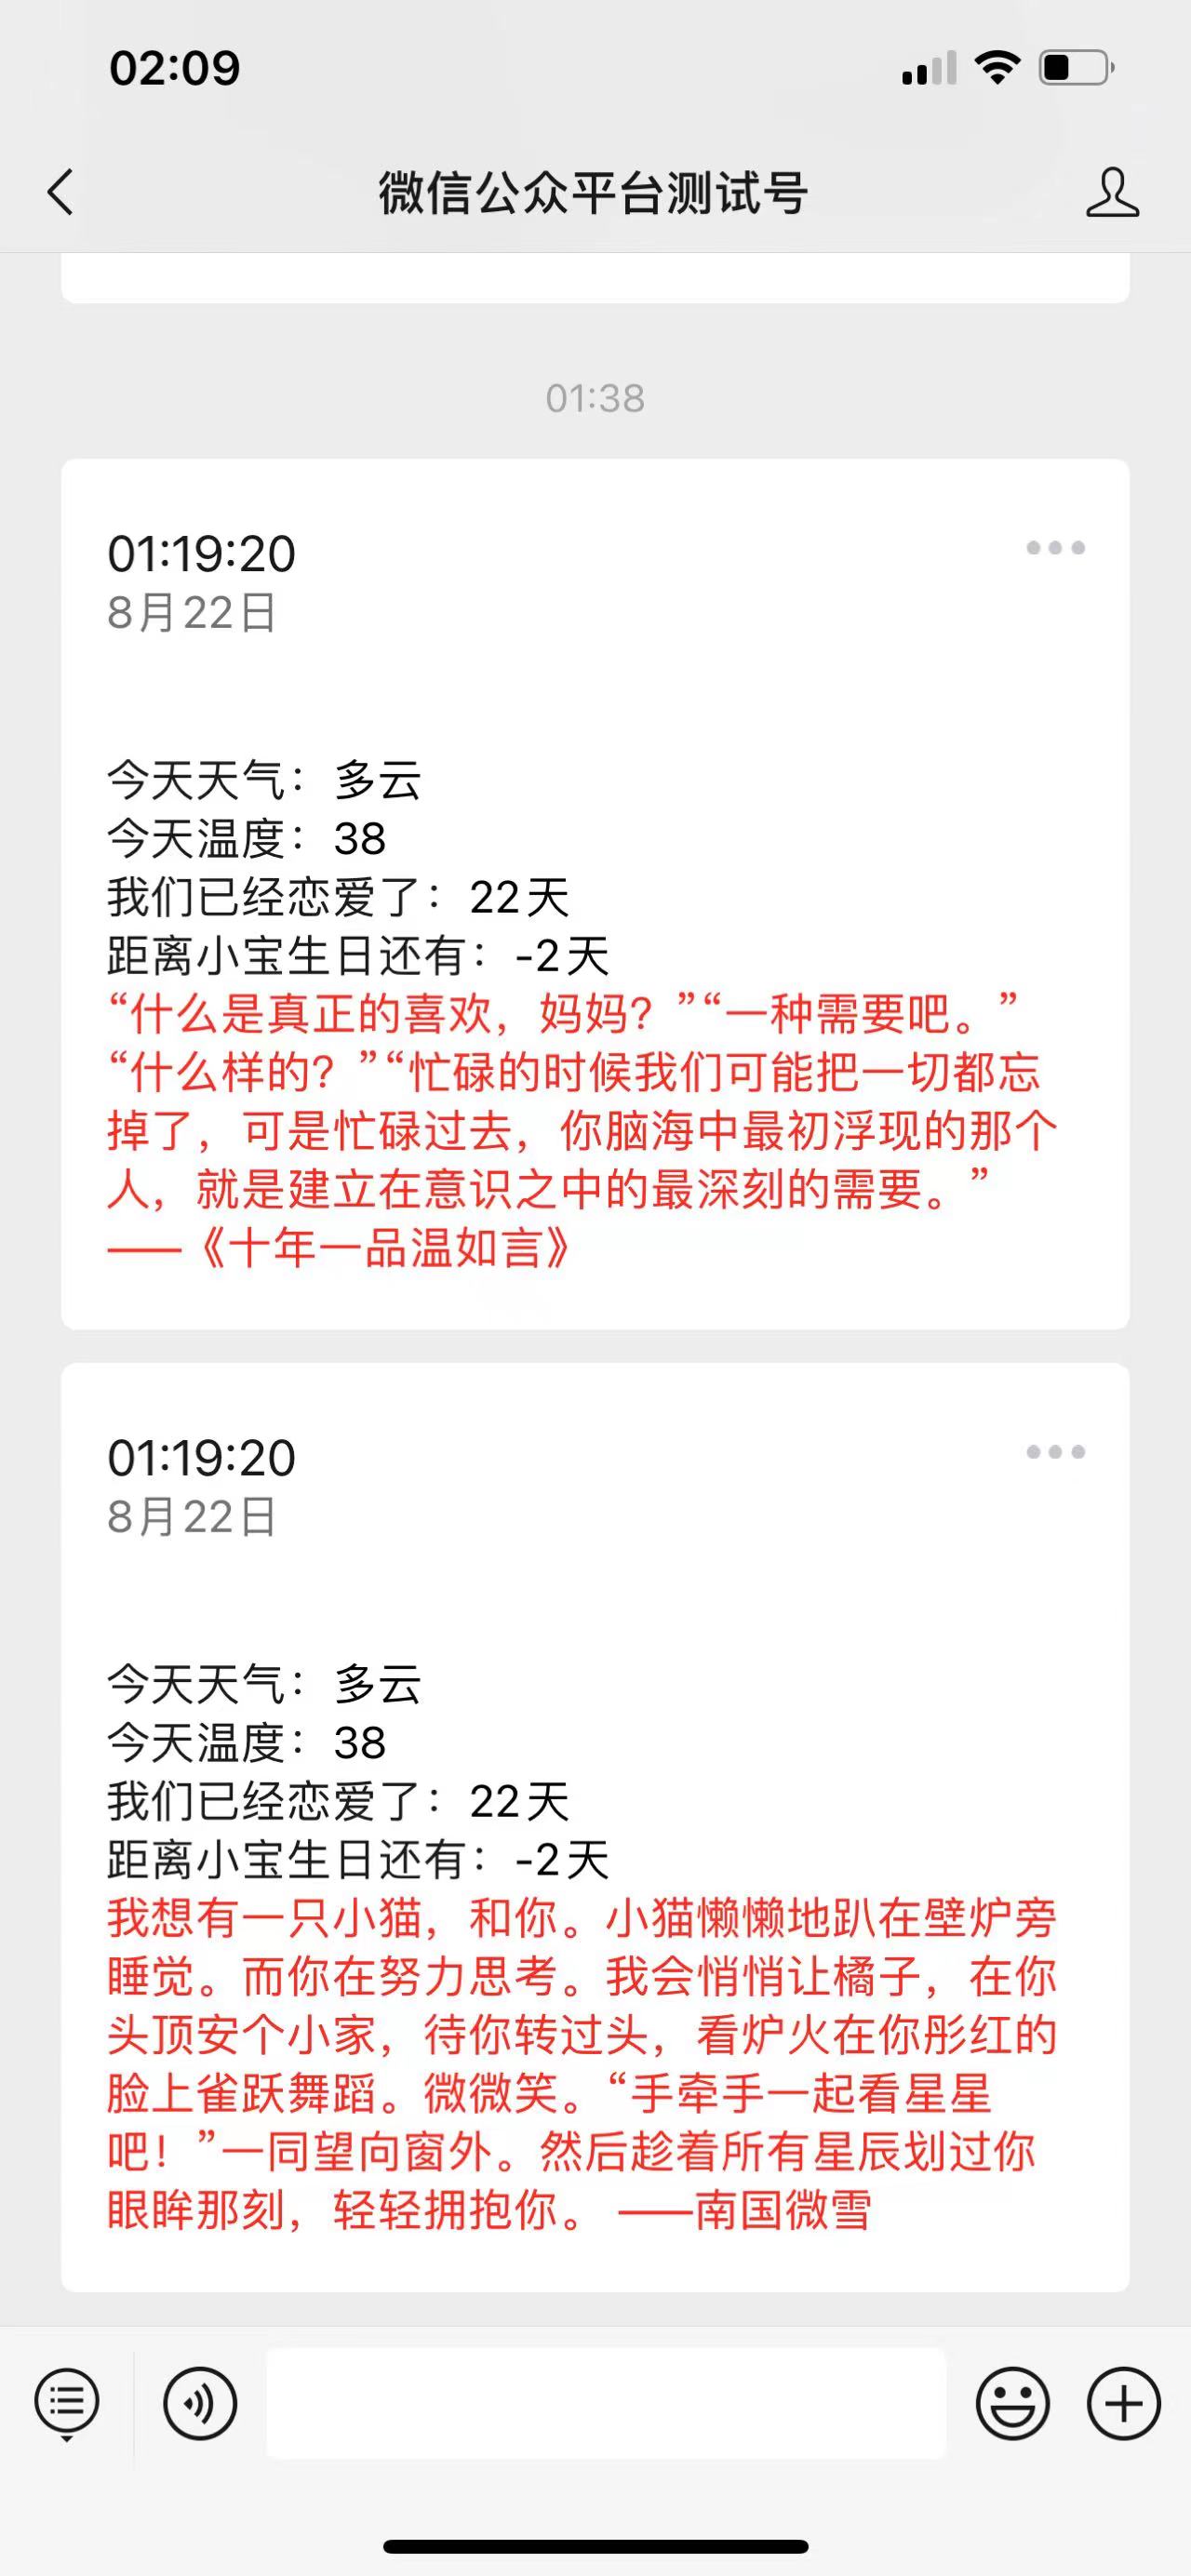 02:09
微信公众平台测试号
01:38
01:19:20
8月22日
今天天气：多云
今天温度：38
我们已经恋爱了：22天
距离小宝生日还有：-2天
“什么是真正的喜欢，妈妈？”“一种需要吧。”
“什么样的？”“忙碌的时候我们可能把一切都忘
掉了，可是忙碌过去，你脑海中最初浮现的那个
人，就是建立在意识之中的最深刻的需要。”
——《十年一品温如言》
01:19:20
8月22日
今天天气：多云
今天温度：38
我们已经恋爱了：22天
距离小宝生日还有：-2天
我想有一只小猫，和你。小猫懒懒地趴在壁炉旁
睡觉。而你在努力思考。我会悄悄让橘子，在你
头顶安个小家，待你转过头，看炉火在你彤红的
脸上雀跃舞蹈。微微笑。“手牵手一起看星星
吧！”一同望向窗外。然后趁着所有星辰划过你
眼眸那刻，轻轻拥抱你。 ——南国微雪